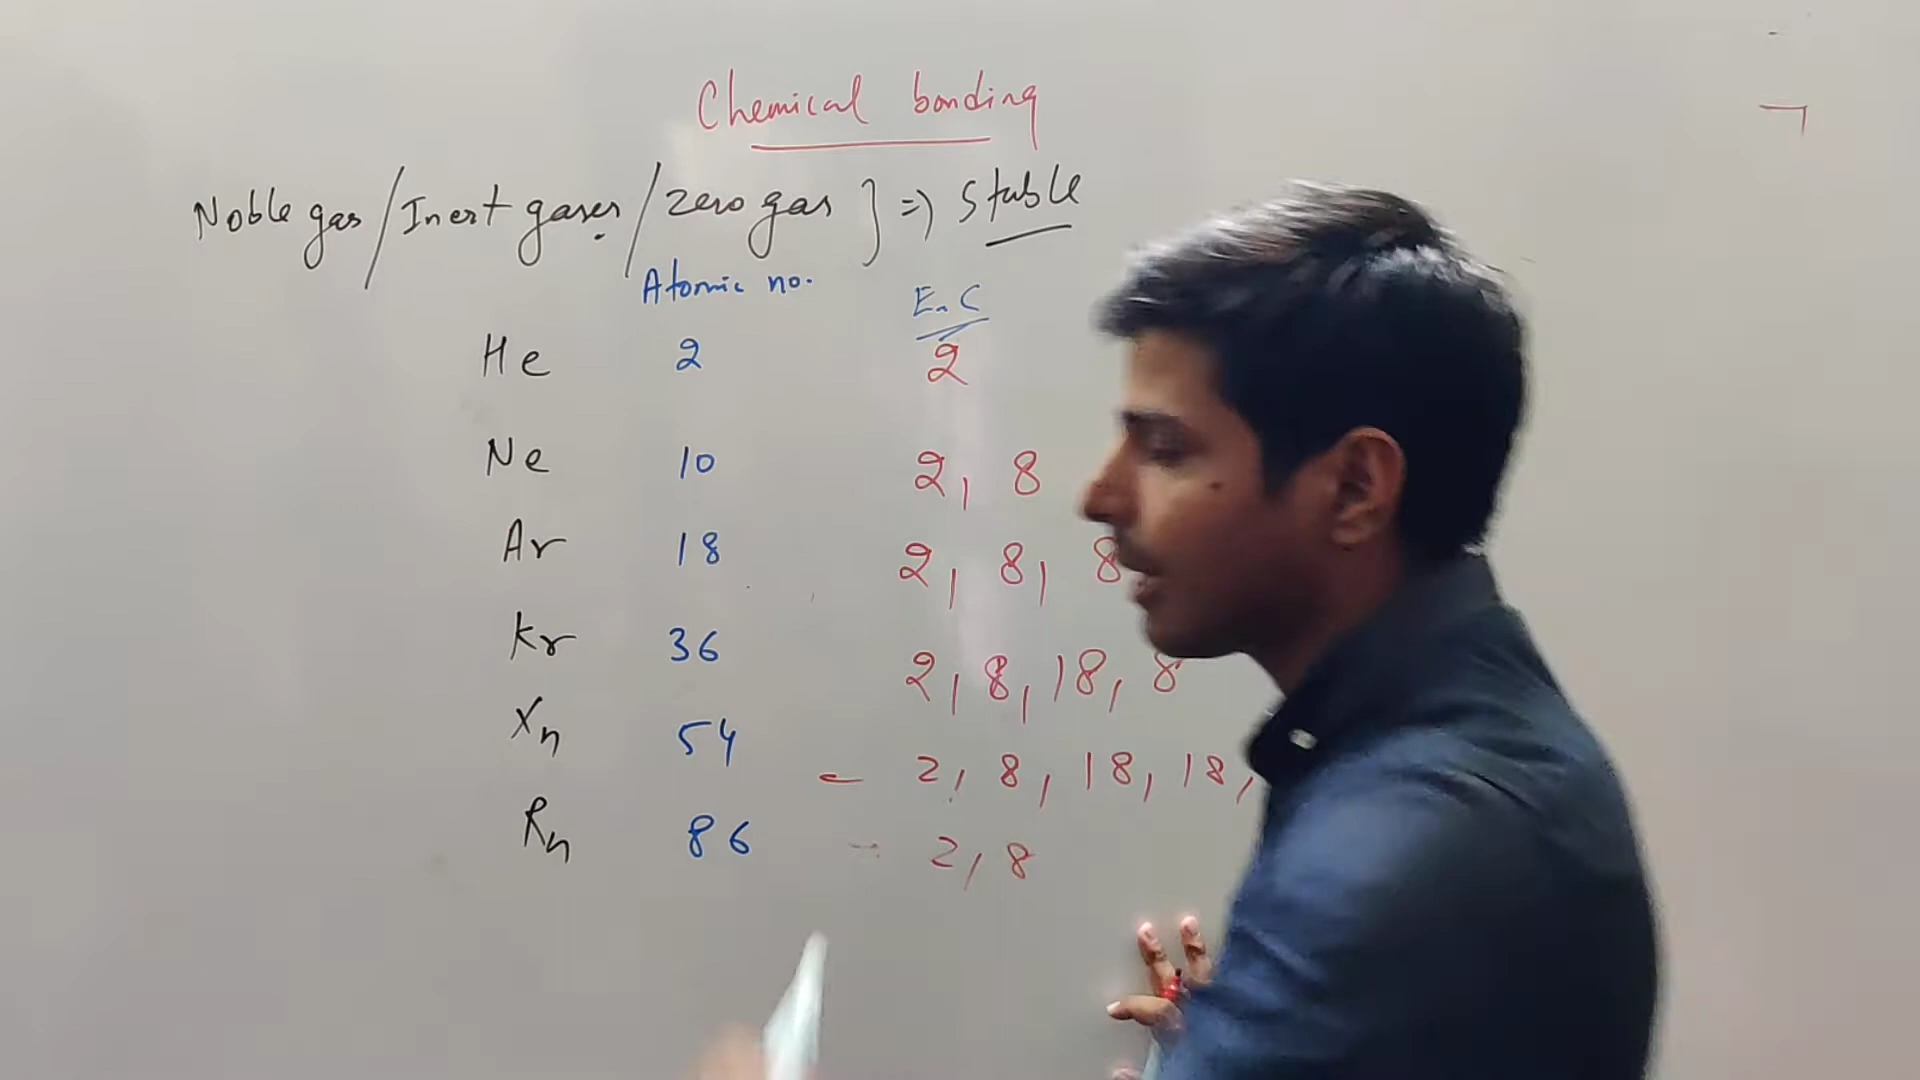 Chemical bonding
Noble gas/Inert gases/zero gas } => Stable
Atomic no. E.C
He 2 2
Ne 10 2, 8
Ar 18 2, 8, 8
Kr 36 2, 8, 18, 8
Xn 54 - 2, 8, 18, 18,
Rn 86 - 2, 8